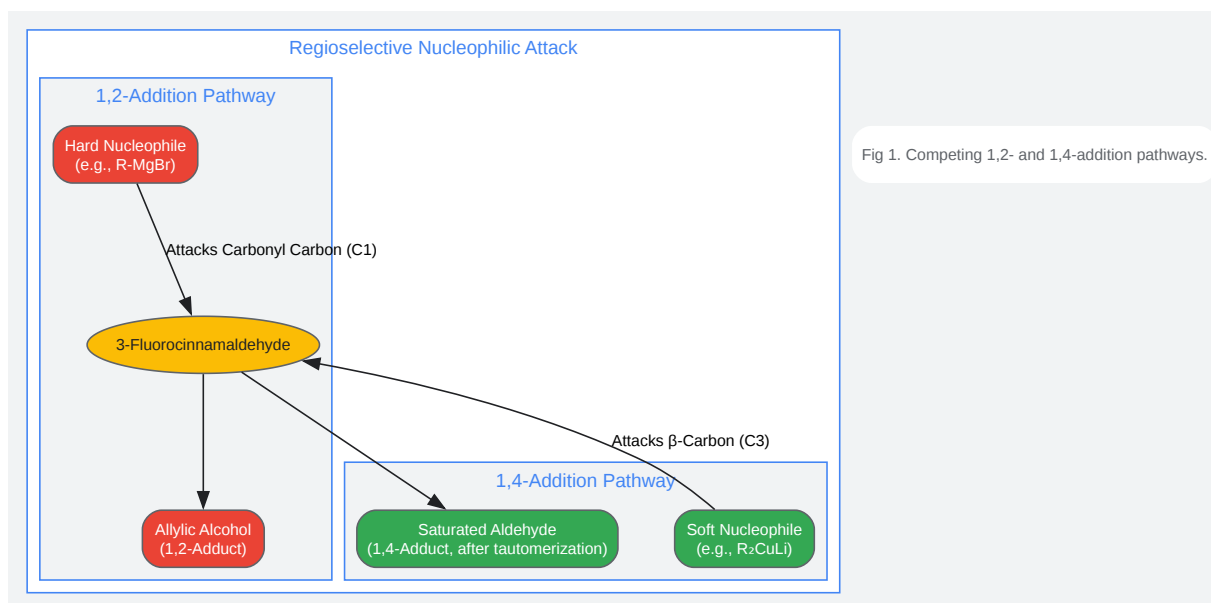 Regioselective Nucleophilic Attack
1,2-Addition Pathway
Hard Nucleophile
(e.g., R-MgBr)
Fig 1. Competing 1,2- and 1,4-addition pathways.
Attacks Carbonyl Carbon (C1)
3-Fluorocinnamaldehyde
Attacks β-Carbon (C3)
1,4-Addition Pathway
Allylic Alcohol
(1,2-Adduct)
Saturated Aldehyde
(1,4-Adduct, after tautomerization)
Soft Nucleophile
(e.g., R₂CuLi)